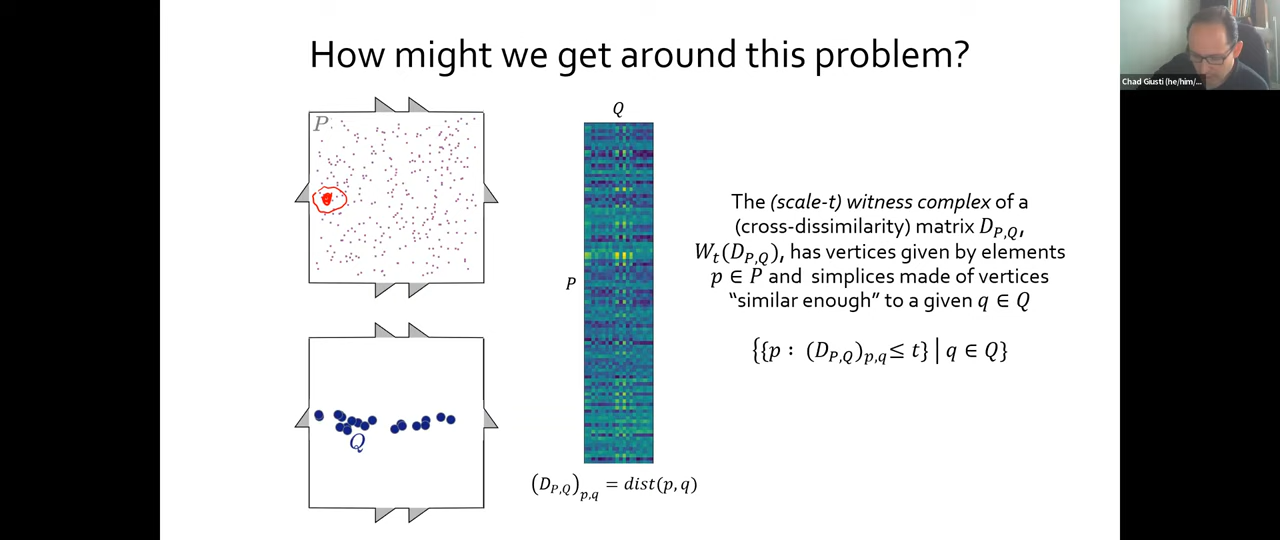 How might we get around this problem?
Chad Giusti (he/him/...
P
Q
P
Q
(D_{P,Q})_{p,q} = dist(p,q)
The (scale-t) witness complex of a
(cross-dissimilarity) matrix D_{P,Q},
W_t(D_{P,Q}), has vertices given by elements
p ∈ P and simplices made of vertices
“similar enough” to a given q ∈ Q
{{p : (D_{P,Q})_{p,q} ≤ t} | q ∈ Q}